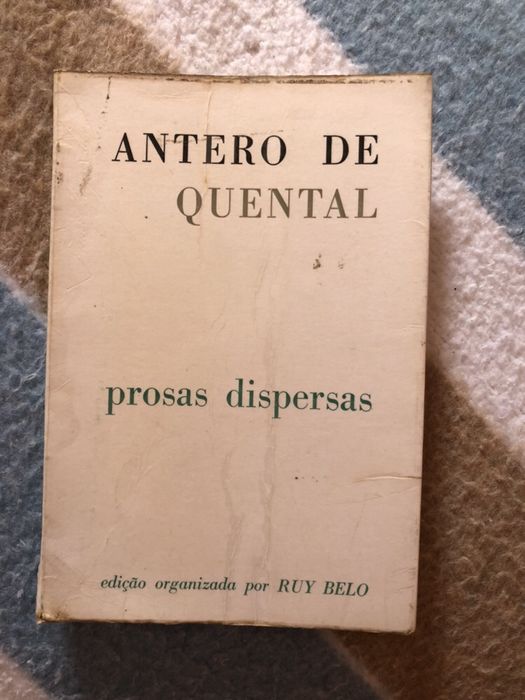 ANTERO DE
QUENTAL
prosas dispersas
edição organizada por RUY BELO